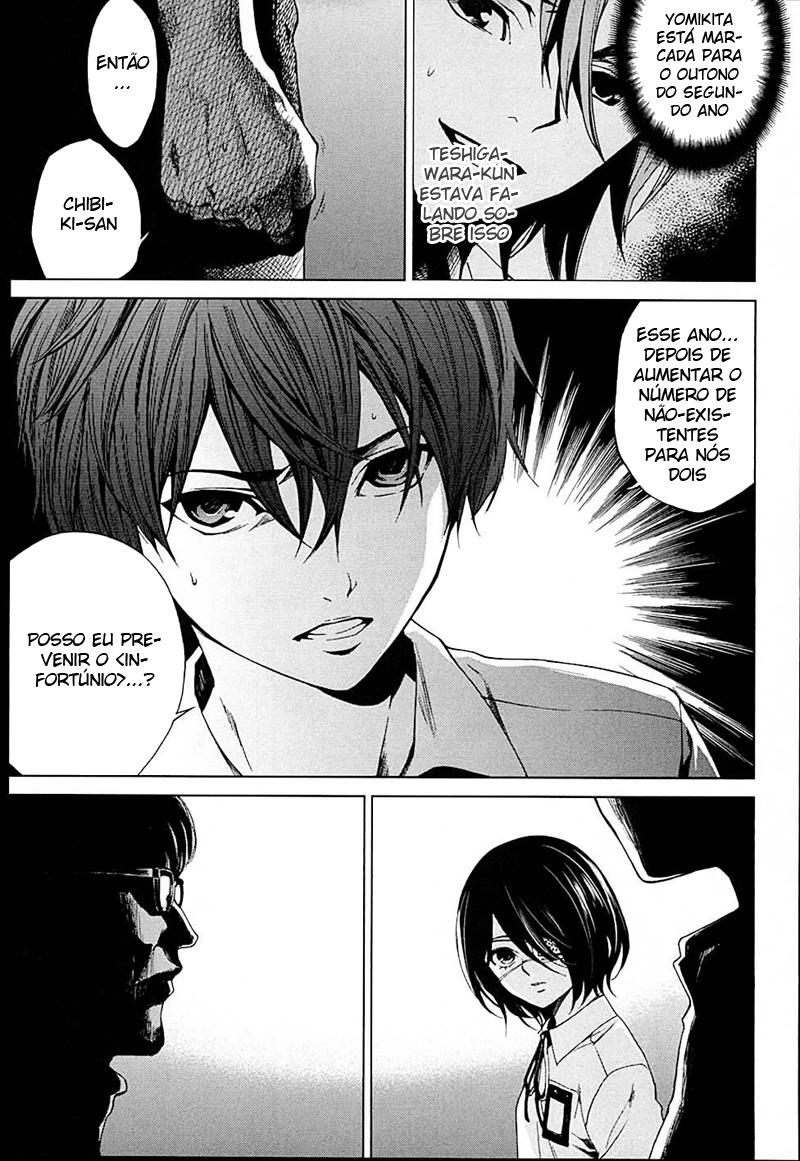 YOMIKITA
ESTÁ MAR-
CADA PARA
O OUTONO
DO SEGUN-
DO ANO
TESHIGA-
WARA-KUN
ESTAVA FA-
LANDO SO-
BRE ISSO
ENTÃO
...
CHIBI-
KI-SAN
ESSE ANO...
DEPOIS DE
AUMENTAR O
NÚMERO DE
NÃO-EXIS-
TENTES
PARA NÓS
DOIS
POSSO EU PRE-
VENIR O <IN-
FORTÚNIO>...?